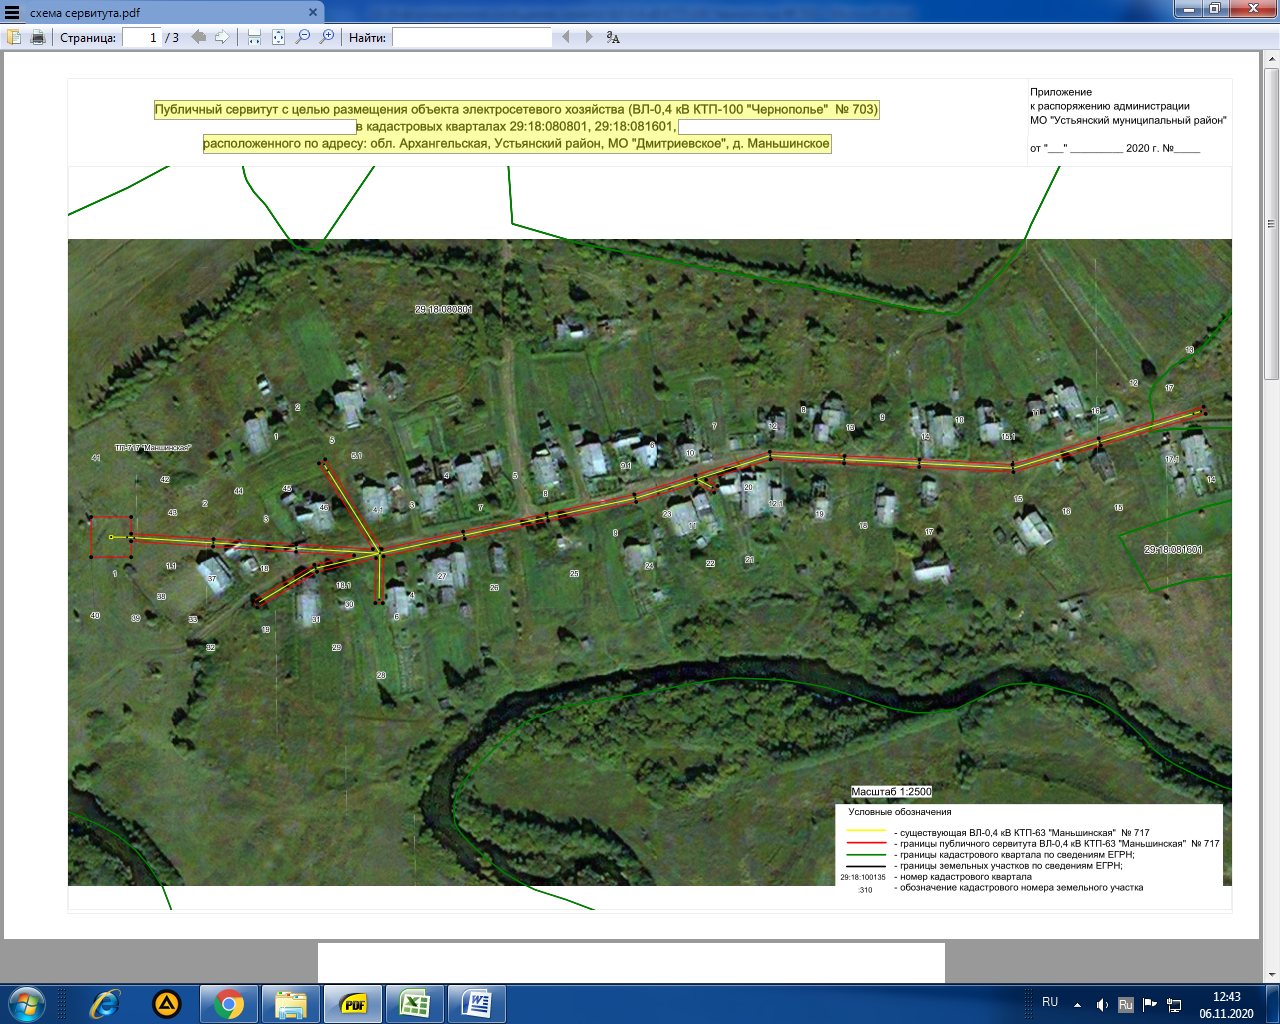 схема сервитута.pdf
Страница: 1 / 3 Найти:
Публичный сервитут с целью размещения объекта электросетевого хозяйства (ВЛ-0,4 кВ КТП-100 "Чернополье" № 703)
в кадастровых кварталах 29:18:080801, 29:18:081601,
расположенного по адресу: обл. Архангельская, Устьянский район, МО "Дмитриевское", д. Маньшинское
Приложение
к распоряжению администрации
МО "Устьянский муниципальный район"
от "___" _________ 2020 г. №_____
29:18:080801
ТП-717 "Маньшинская"
29:18:081601
Масштаб 1:2500
Условные обозначения
- существующая ВЛ-0,4 кВ КТП-63 "Маньшинская" № 717
- границы публичного сервитута ВЛ-0,4 кВ КТП-63 "Маньшинская" № 717
- границы кадастрового квартала по сведениям ЕГРН;
- границы земельных участков по сведениям ЕГРН;
29:18:100135 - номер кадастрового квартала
:310 - обозначение кадастрового номера земельного участка
RU
Ru
12:43
06.11.2020